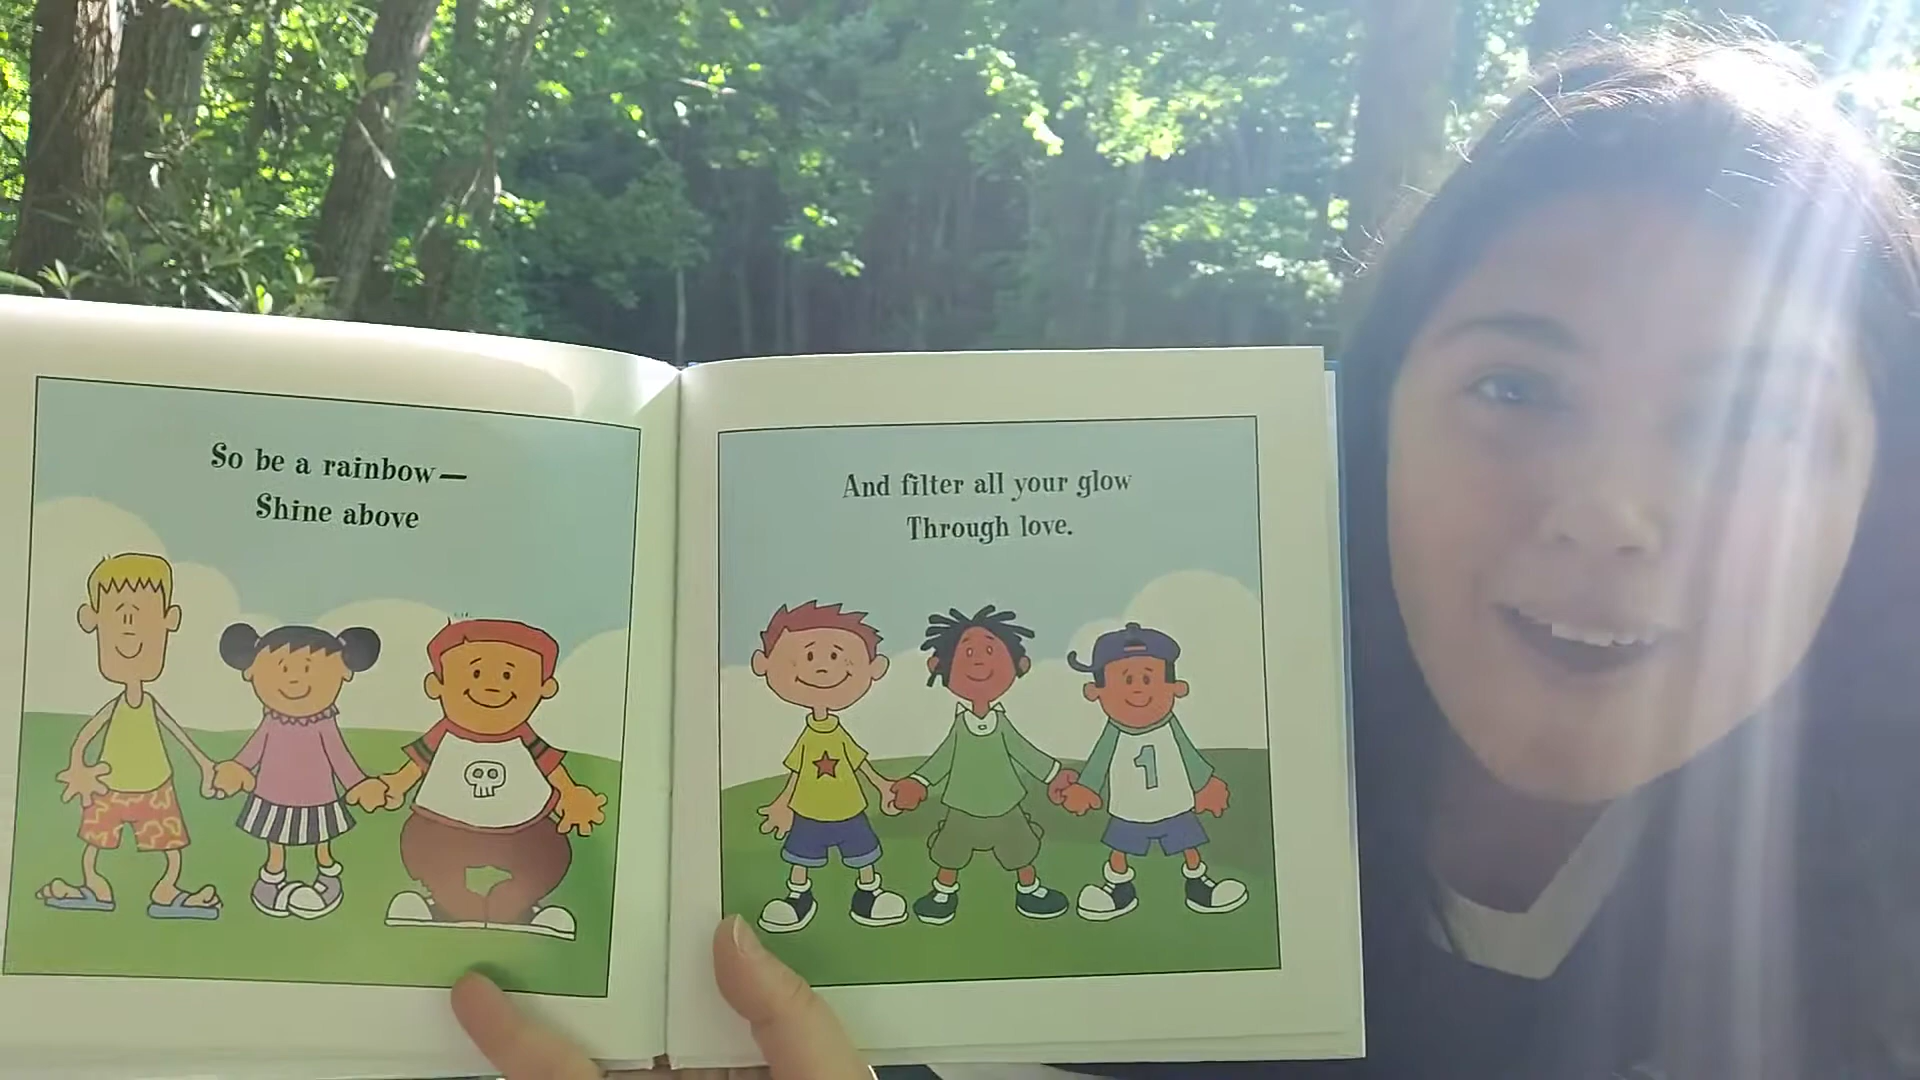 So be a rainbow—
Shine above
And filter all your glow
Through love.
1